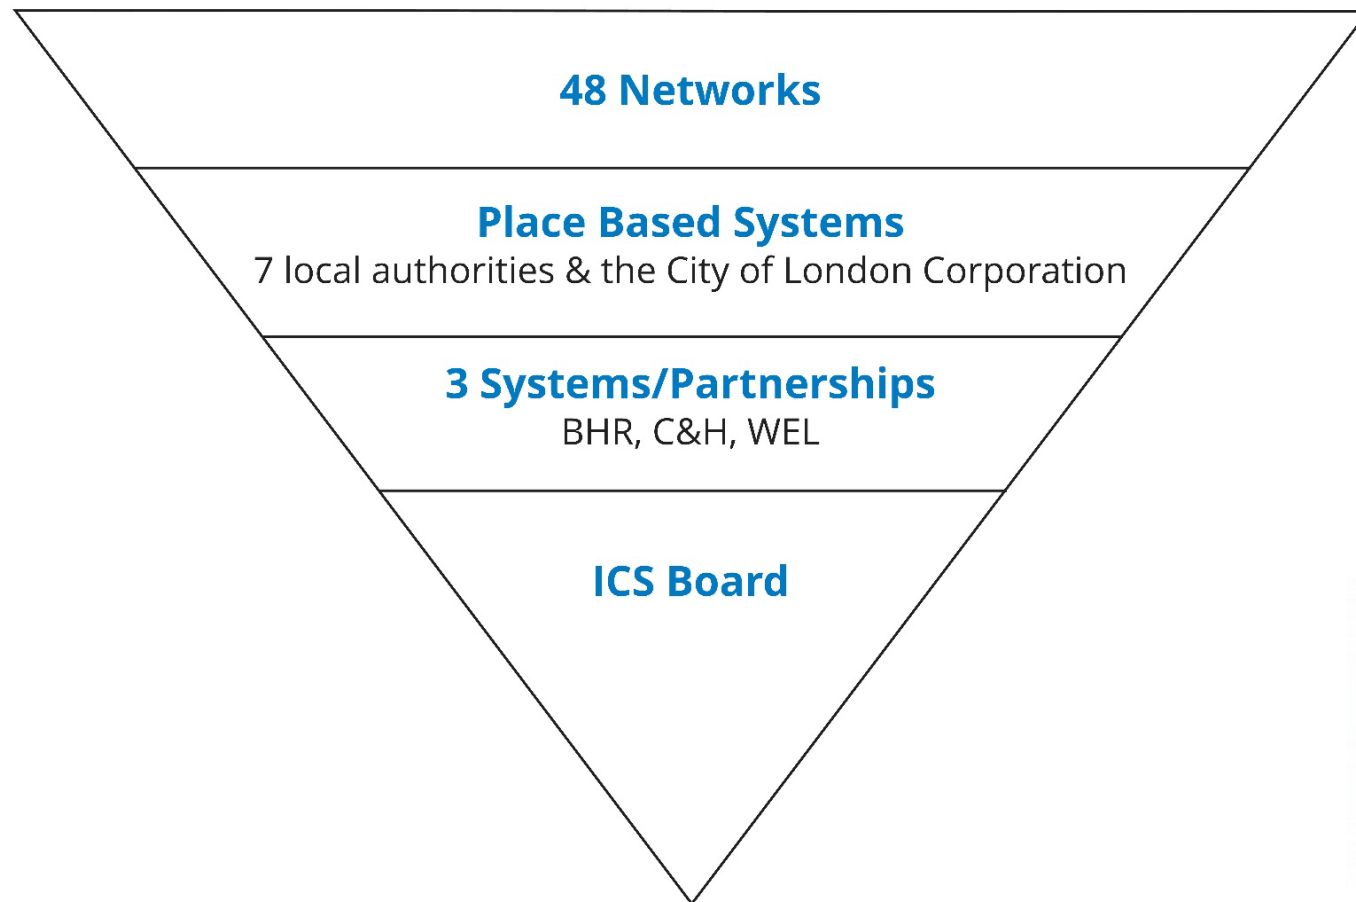 48 Networks
Place Based Systems
7 local authorities & the City of London Corporation
3 Systems/Partnerships
BHR, C&H, WEL
ICS Board